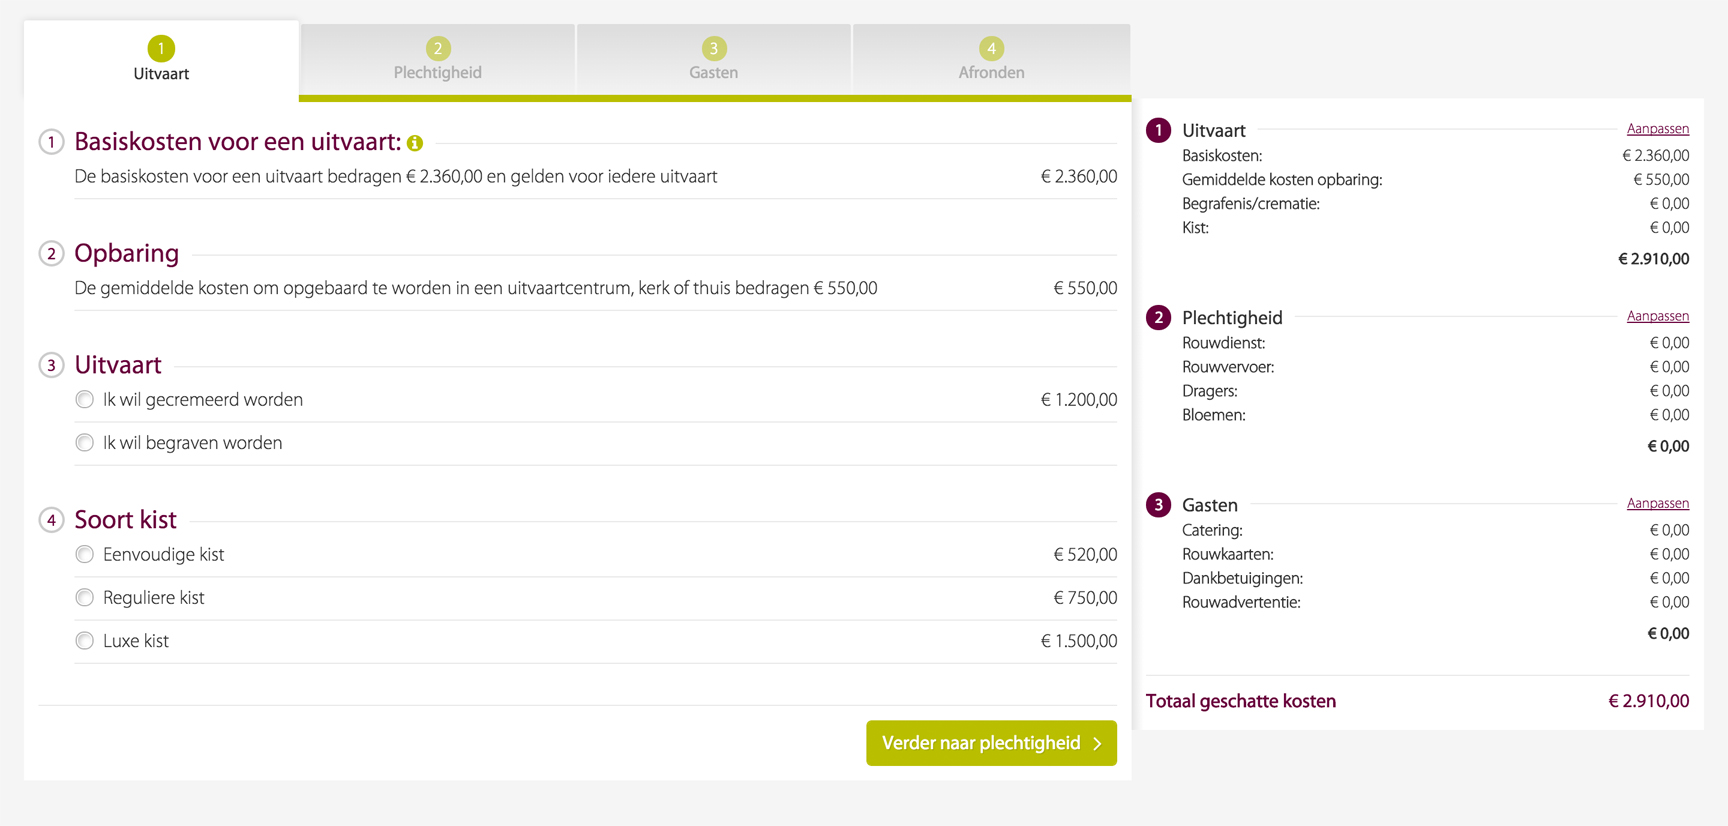 1
Uitvaart
2
Plechtigheid
3
Gasten
4
Afronden
1 Basiskosten voor een uitvaart: i
De basiskosten voor een uitvaart bedragen € 2.360,00 en gelden voor iedere uitvaart € 2.360,00
2 Opbaring
De gemiddelde kosten om opgebaard te worden in een uitvaartcentrum, kerk of thuis bedragen € 550,00 € 550,00
3 Uitvaart
Ik wil gecremeerd worden € 1.200,00
Ik wil begraven worden
4 Soort kist
Eenvoudige kist € 520,00
Reguliere kist € 750,00
Luxe kist € 1.500,00
Verder naar plechtigheid
1 Uitvaart Aanpassen
Basiskosten: € 2.360,00
Gemiddelde kosten opbaring: € 550,00
Begrafenis/crematie: € 0,00
Kist: € 0,00
€ 2.910,00
2 Plechtigheid Aanpassen
Rouwdienst: € 0,00
Rouwvervoer: € 0,00
Dragers: € 0,00
Bloemen: € 0,00
€ 0,00
3 Gasten Aanpassen
Catering: € 0,00
Rouwkaarten: € 0,00
Dankbetuigingen: € 0,00
Rouwadvertentie: € 0,00
€ 0,00
Totaal geschatte kosten € 2.910,00